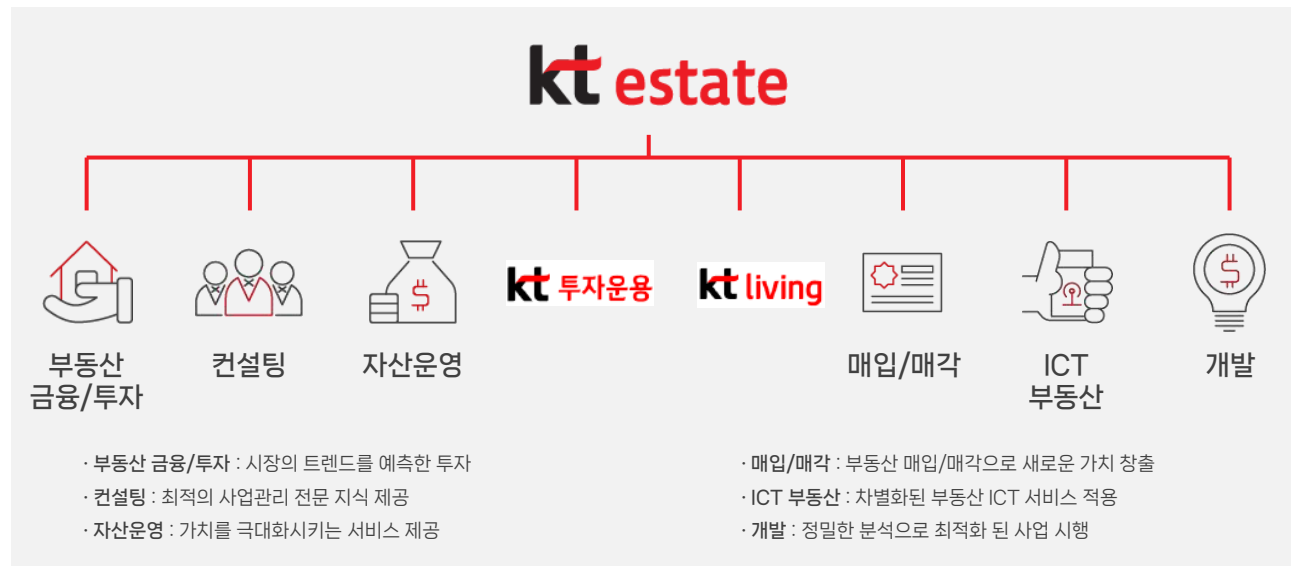 kt estate
kt 투자운용
kt living
부동산
금융/투자
컨설팅
자산운영
매입/매각
ICT
부동산
개발
· 부동산 금융/투자 : 시장의 트렌드를 예측한 투자
· 컨설팅 : 최적의 사업관리 전문 지식 제공
· 자산운영 : 가치를 극대화시키는 서비스 제공
· 매입/매각 : 부동산 매입/매각으로 새로운 가치 창출
· ICT 부동산 : 차별화된 부동산 ICT 서비스 적용
· 개발 : 정밀한 분석으로 최적화 된 사업 시행